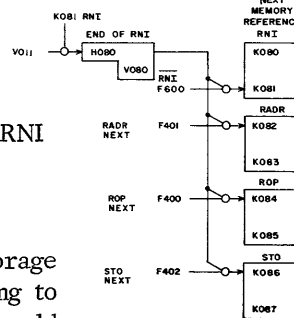 NEXT
MEMORY
REFERENC
K081 RNI
END OF RNI
RNI
V011
H080
K080
V080
RNI
F600
K081
RNI
RADR
RADR
NEXT
F401
K082
K083
ROP
ROP
NEXT
F400
K084
K085
orage
STO
STO
NEXT
F402
K086
ng to
K087